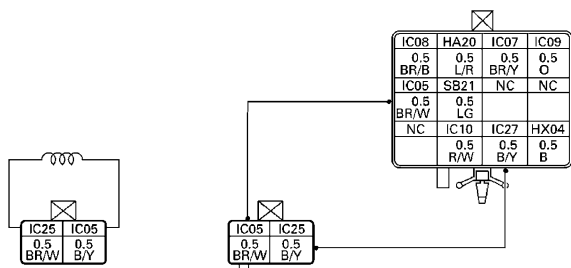 IC08 HA20 IC07 IC09
0.5 0.5 0.5 0.5
BR/B L/R BR/Y O
IC05 SB21 NC NC
0.5 0.5
BR/W LG
NC IC10 IC27 HX04
0.5 0.5 0.5
R/W B/Y B
IC25 IC05
0.5 0.5
BR/W B/Y
IC05 IC25
0.5 0.5
BR/W B/Y